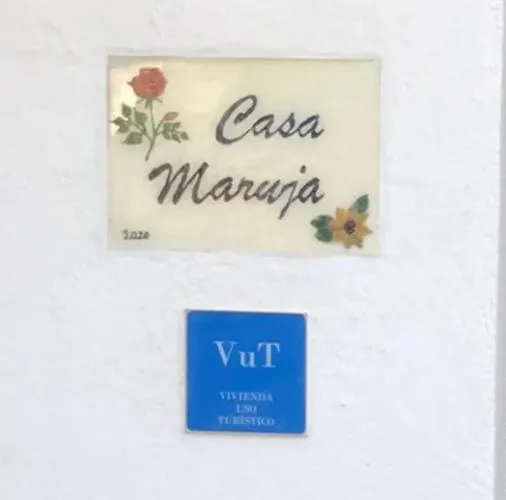 Casa
Maruja
2020
VuT
VIVIENDA
USO
TURÍSTICO